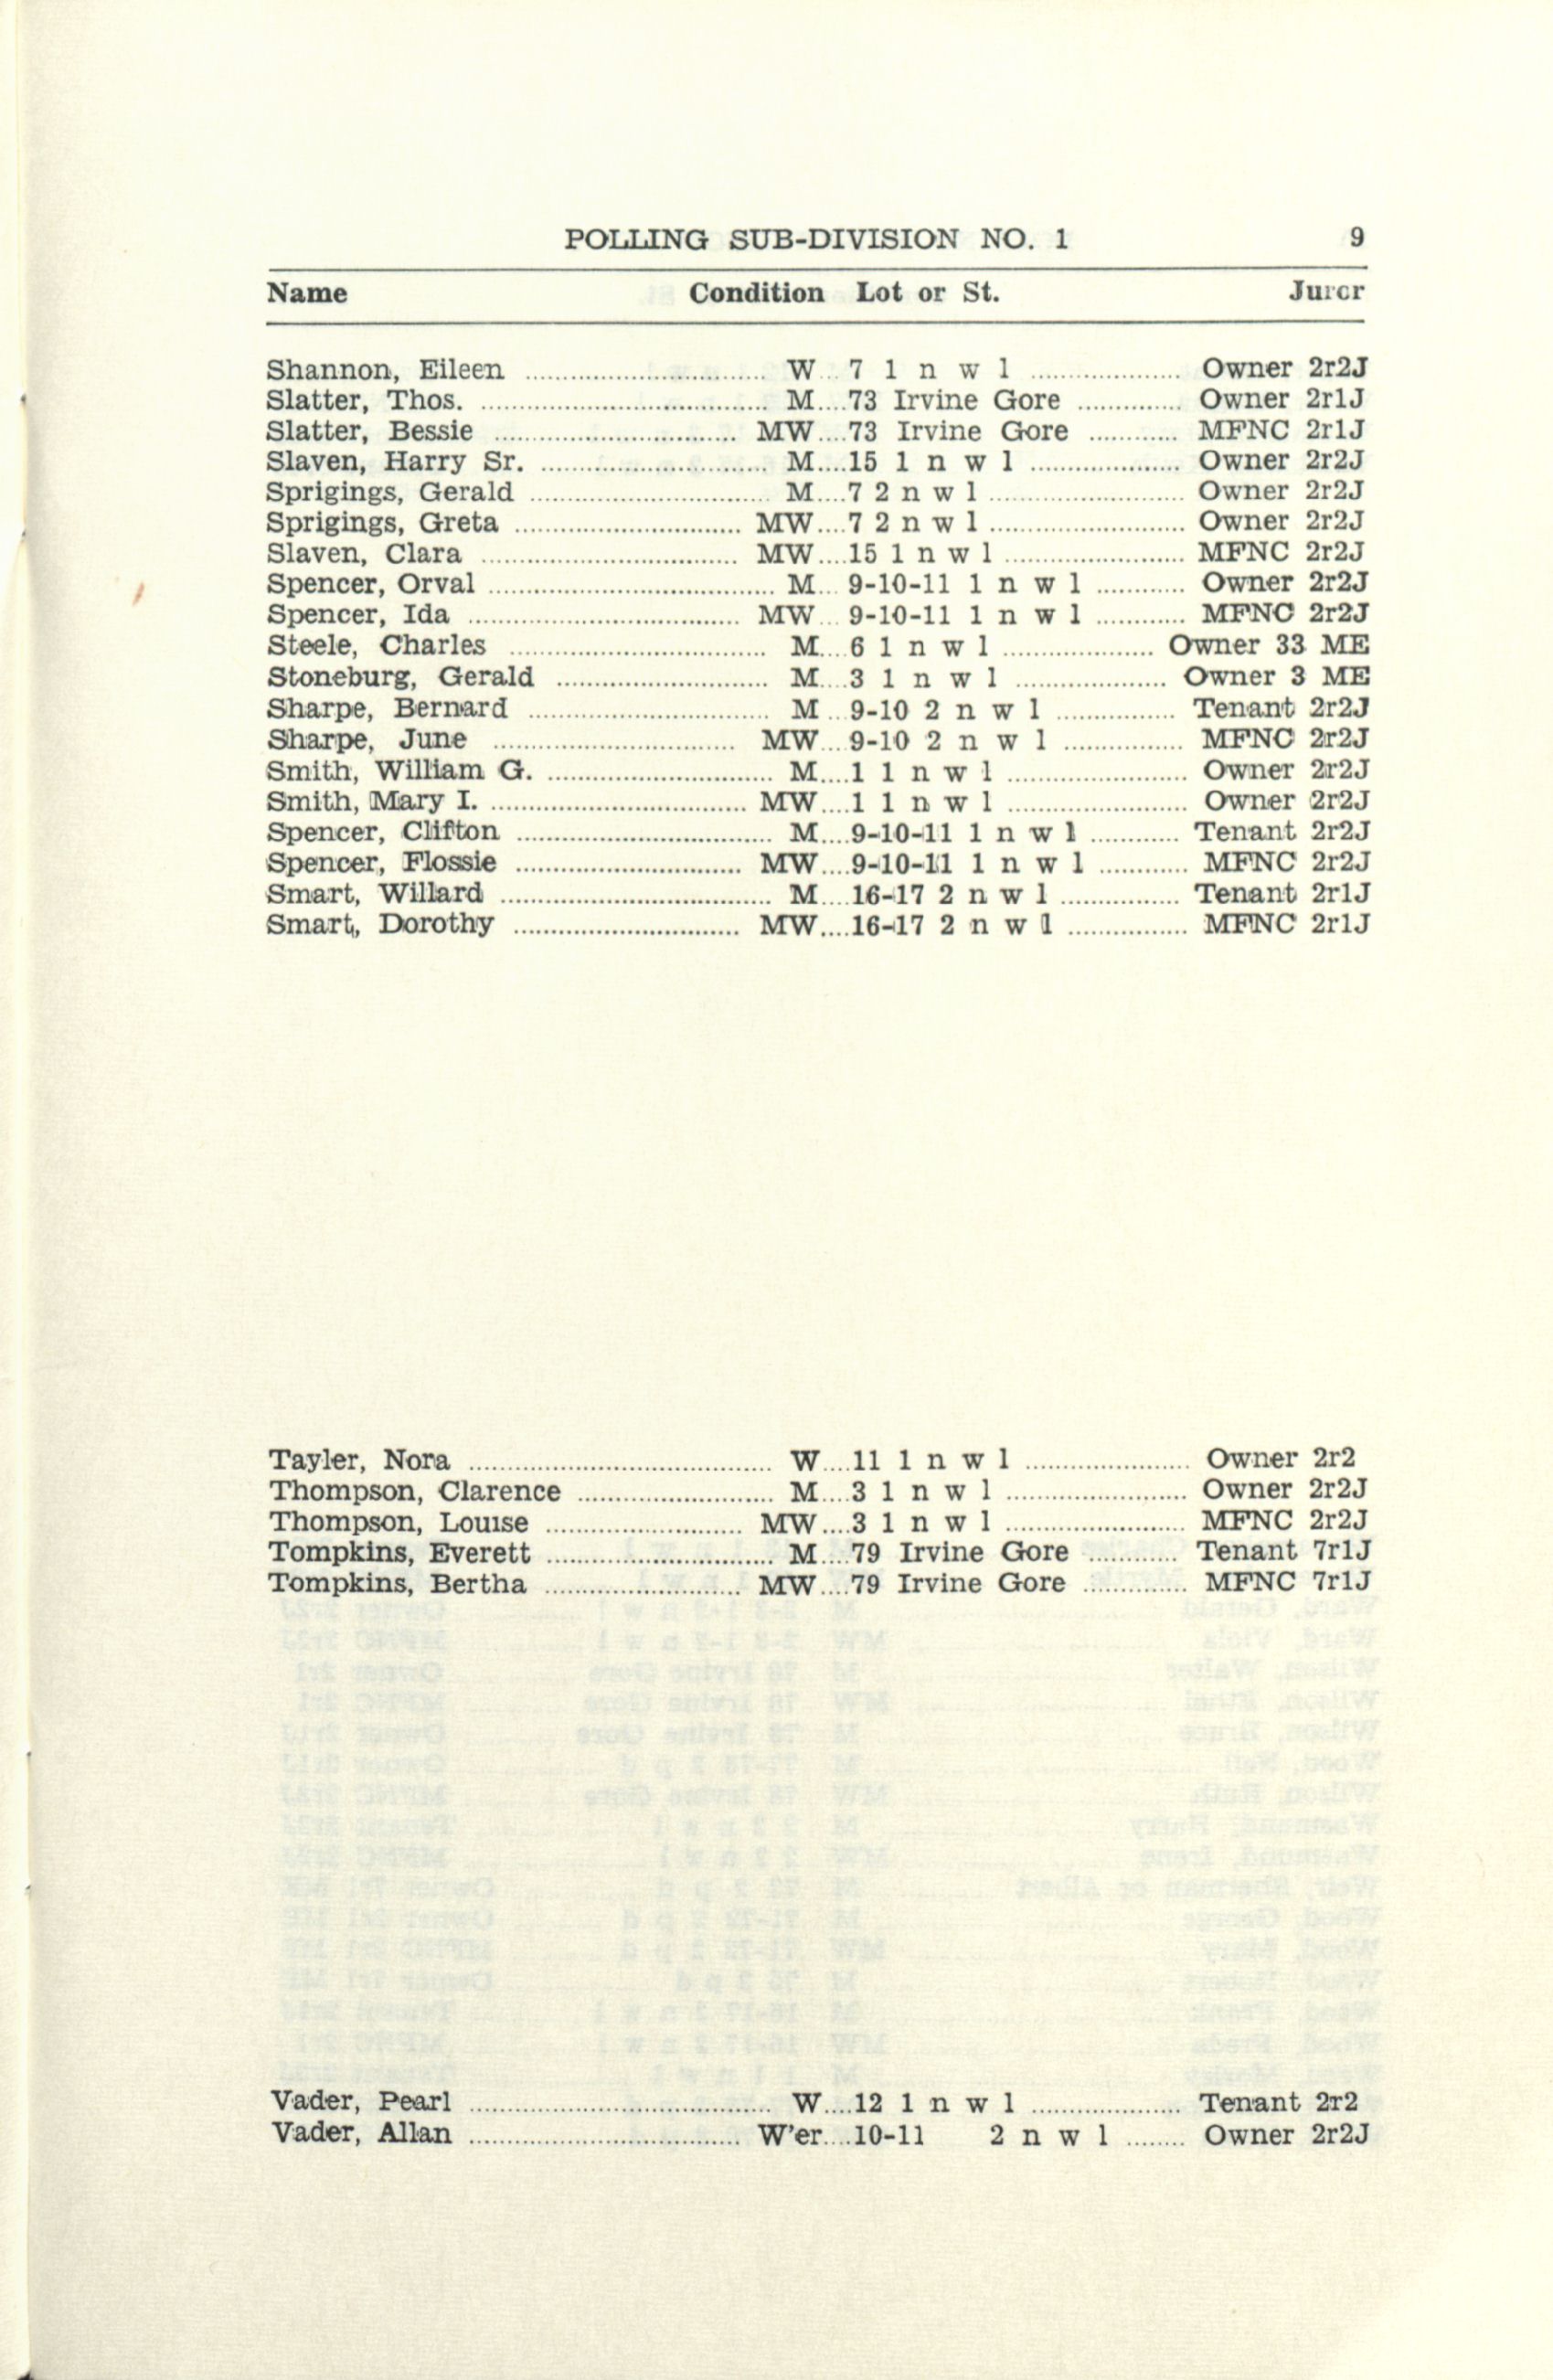 POLLING SUB-DIVISION NO. 1 9
Name Condition Lot or St. Juror
Shannon, Eileen .............................. W...7 1 n w l .................... Owner 2r2J
Slatter, Thos. .............................. M....73 Irvine Gore ............. Owner 2r1J
Slatter, Bessie .............................. MW....73 Irvine Gore ............ MFNC 2r1J
Slaven, Harry Sr. .............................. M....15 1 n w l .................... Owner 2r2J
Sprigings, Gerald .............................. M....7 2 n w l .................... Owner 2r2J
Sprigings, Greta .............................. MW....7 2 n w l .................... Owner 2r2J
Slaven, Clara .............................. MW....15 1 n w l .................... MFNC 2r2J
Spencer, Orval .............................. M... 9-10-11 1 n w l ............ Owner 2r2J
Spencer, Ida .............................. MW... 9-10-11 1 n w l ............ MFNC 2r2J
Steele, Charles .............................. M....6 1 n w l .................... Owner 33 ME
Stoneburg, Gerald .............................. M....3 1 n w l .................... Owner 3 ME
Sharpe, Bernard .............................. M ...9-10 2 n w l ............... Tenant 2r2J
Sharpe, June .............................. MW....9-10 2 n w l ............... MFNC 2r2J
Smith, William G. .............................. M....1 1 n w l .................... Owner 2r2J
Smith, Mary I. .............................. MW....1 1 n w l .................... Owner 2r2J
Spencer, Clifton .............................. M....9-10-11 1 n w l ............ Tenant 2r2J
Spencer, Flossie .............................. MW....9-10-11 1 n w l ............ MFNC 2r2J
Smart, Willard .............................. M....16-17 2 n w l ............... Tenant 2r1J
Smart, Dorothy .............................. MW....16-17 2 n w l ............... MFNC 2r1J
Tayler, Nora .............................. W....11 1 n w l .................... Owner 2r2
Thompson, Clarence .............................. M....3 1 n w l .................... Owner 2r2J
Thompson, Louise .............................. MW....3 1 n w l .................... MFNC 2r2J
Tompkins, Everett .............................. M....79 Irvine Gore ............ Tenant 7r1J
Tompkins, Bertha .............................. MW....79 Irvine Gore ............. MFNC 7r1J
Vader, Pearl .............................. W....12 1 n w l .................... Tenant 2r2
Vader, Allan .............................. W'er....10-11 2 n w l ........ Owner 2r2J